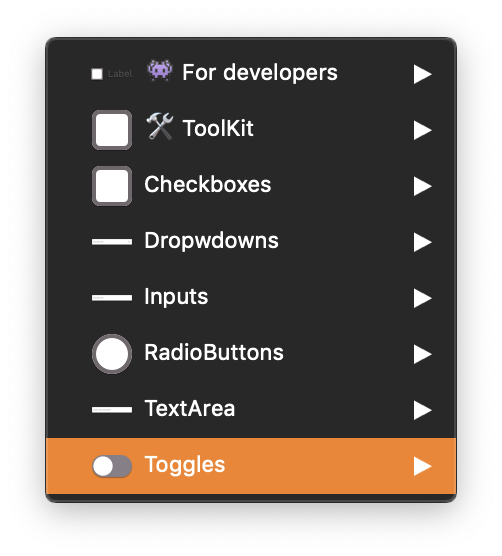 Label 👾 For developers
🛠️ ToolKit
Checkboxes
Dropwdowns
Inputs
RadioButtons
TextArea
Toggles